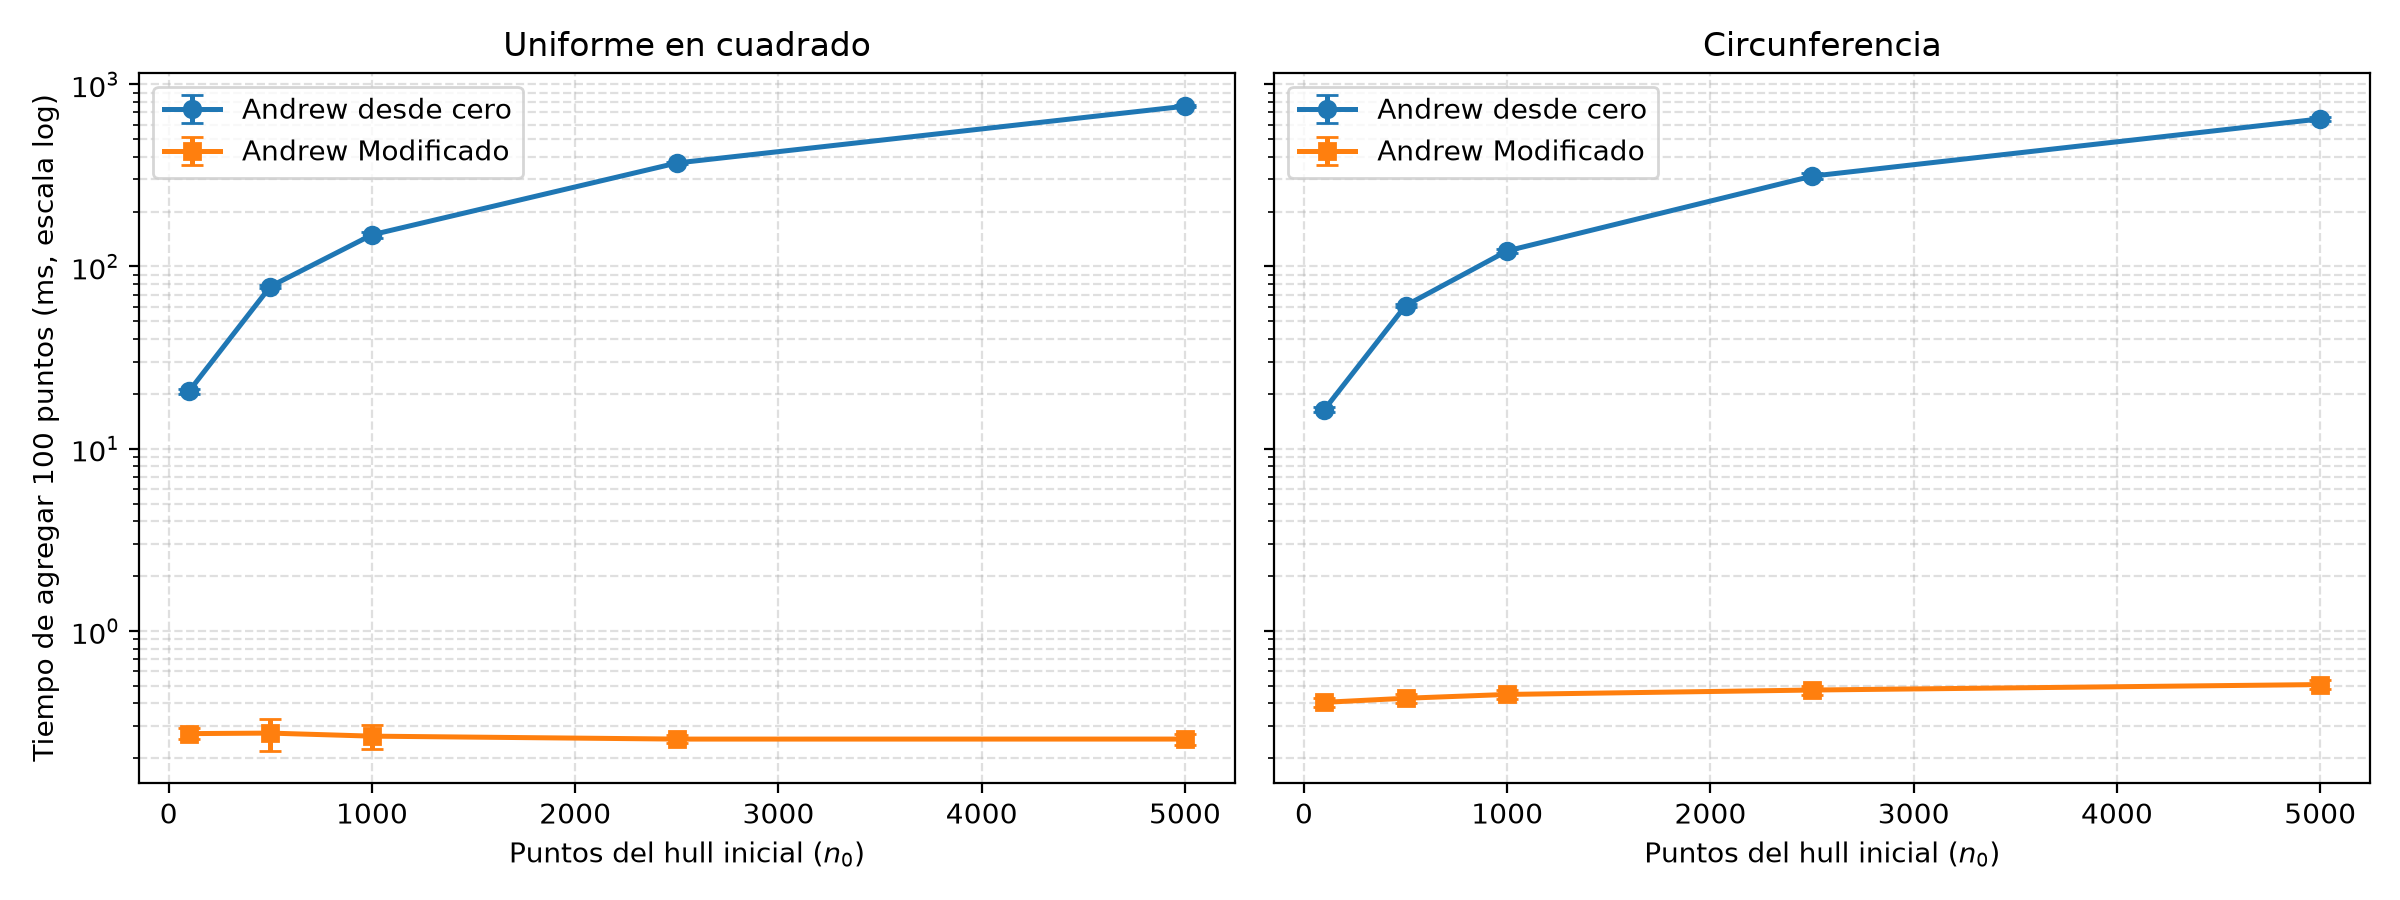 Uniforme en cuadrado
Andrew desde cero
Andrew Modificado
Tiempo de agregar 100 puntos (ms, escala log)
10³
10²
10¹
10⁰
0 1000 2000 3000 4000 5000
Puntos del hull inicial (n₀)
Circunferencia
Andrew desde cero
Andrew Modificado
0 1000 2000 3000 4000 5000
Puntos del hull inicial (n₀)